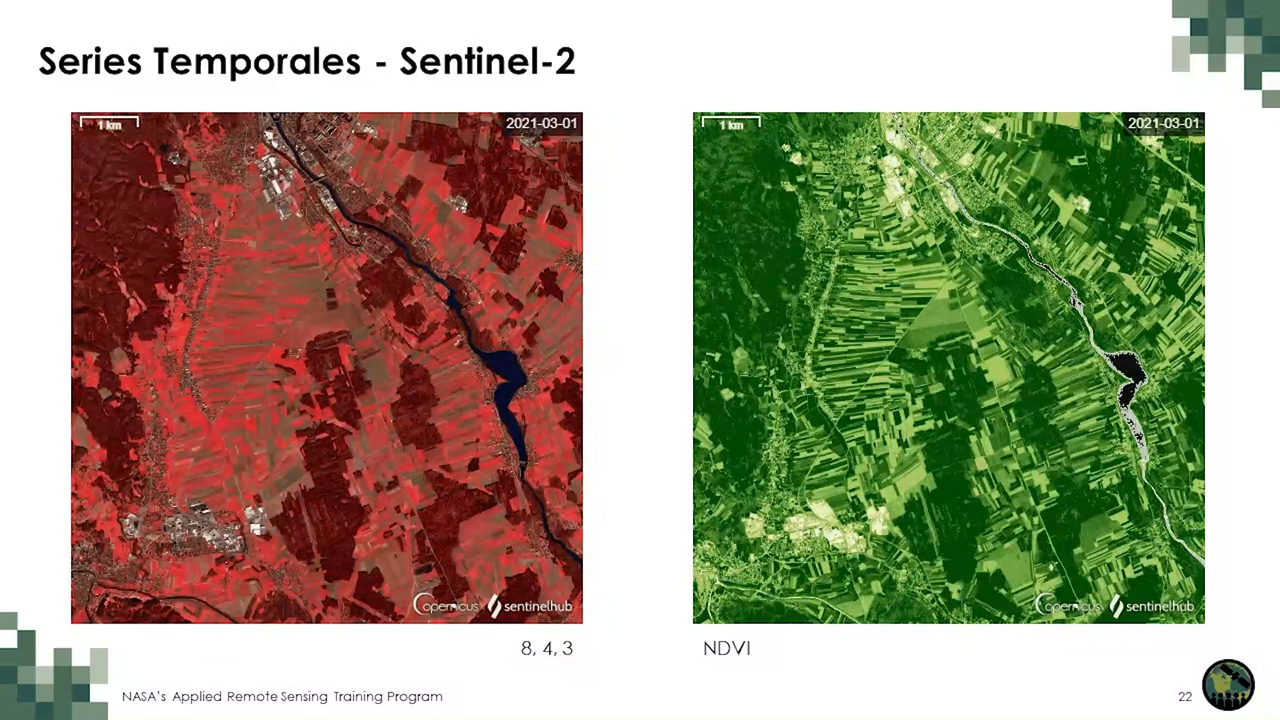 Series Temporales - Sentinel-2
1 km
2021-03-01
Copernicus sentinelhub
1 km
2021-03-01
Copernicus sentinelhub
8, 4, 3
NDVI
NASA's Applied Remote Sensing Training Program
22